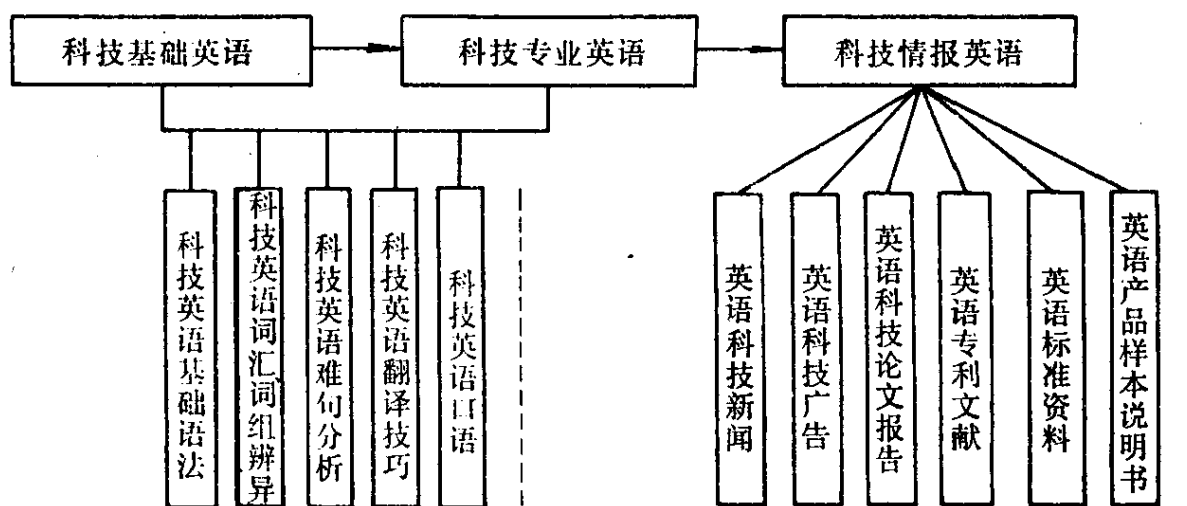 科技基础英语
科技专业英语
科技情报英语
科技英语基础语法
科技英语词汇词组辨异
科技英语难句分析
科技英语翻译技巧
科技英语口语
英语科技新闻
英语科技广告
英语科技论文报告
英语专利文献
英语标准资料
英语产品样本说明书